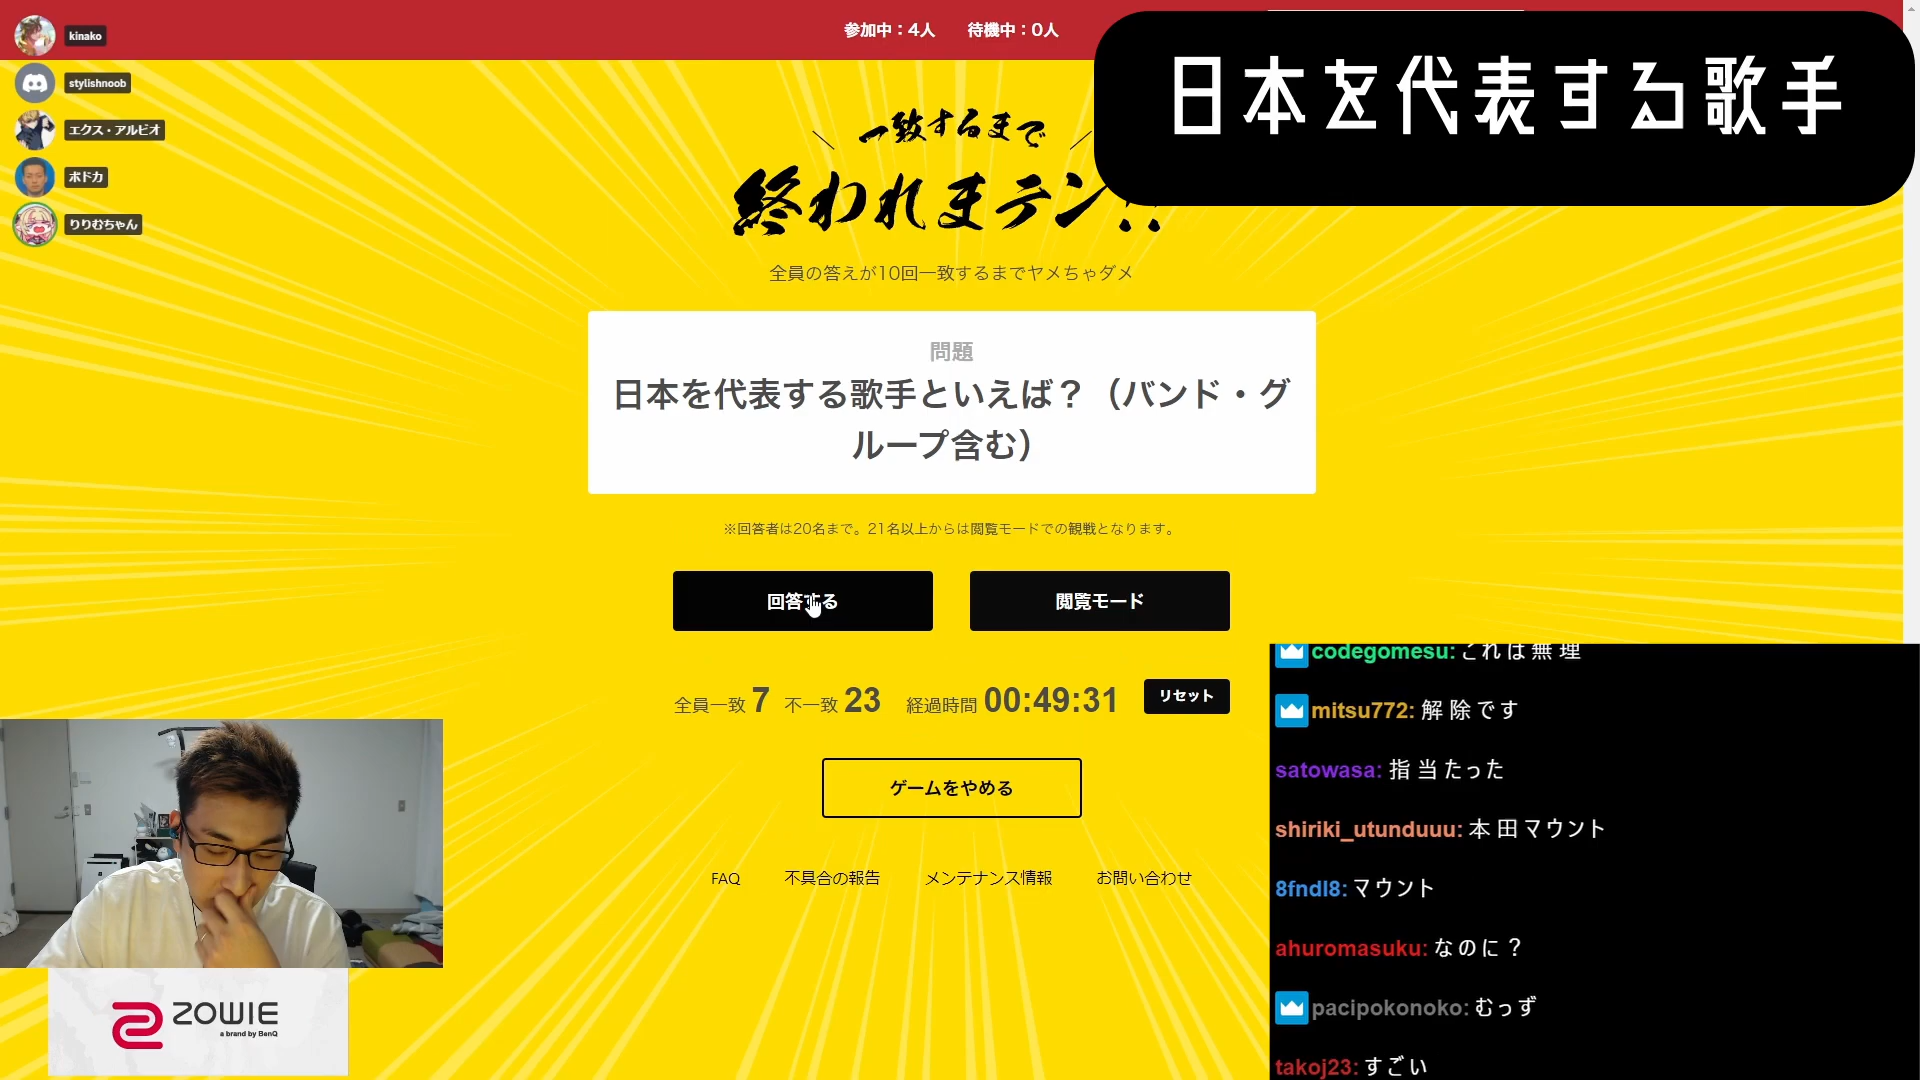 kinako
stylishnoob
エクス・アルビオ
ボドカ
りりむちゃん
参加中：4人 待機中：0人
日本を代表する歌手
一致するまで
終われまテン!!
全員の答えが10回一致するまでヤメちゃダメ
問題
日本を代表する歌手といえば？（バンド・グ
ループ含む）
※回答者は20名まで。21名以上からは閲覧モードでの観戦となります。
回答する 閲覧モード
全員一致 7 不一致 23 経過時間 00:49:31 リセット
ゲームをやめる
FAQ 不具合の報告 メンテナンス情報 お問い合わせ
codegomesu: これは無理
mitsu772: 解除です
satowasa: 指当たった
shiriki_utunduuu: 本田マウント
8fndl8: マウント
ahuromasuku: なのに？
pacipokonoko: むっず
takoj23: すごい
ZOWIE
a brand by BenQ